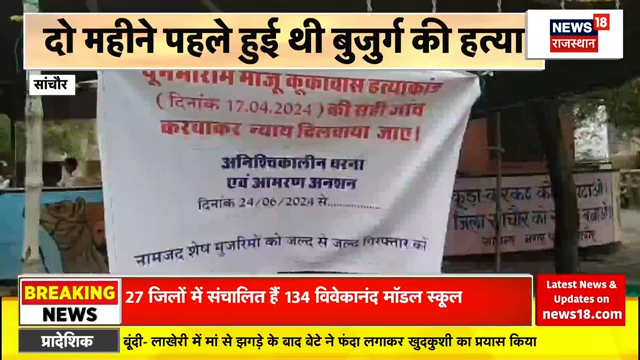 दो महीने पहले हुई थी बुजुर्ग की हत्या
NEWS 18
राजस्थान
सांचौर
पूनमाराम माजू कूकावास हत्याकांड
( दिनांक 17.04.2024 ) की सही जांच
करवाकर न्याय दिलवाया जाए।
अनिश्चिकालीन धरना
एवं आमरण अनशन
दिनांक 24/06/2024 से
नामजद शेष मुजरिमों को जल्द से जल्द गिरफ्तार करें
BREAKING
NEWS
27 जिलों में संचालित हैं 134 विवेकानंद मॉडल स्कूल
Latest News &
Updates on
news18.com
प्रादेशिक
बूंदी- लाखेरी में मां से झगड़े के बाद बेटे ने फंदा लगाकर खुदकुशी का प्रयास किया